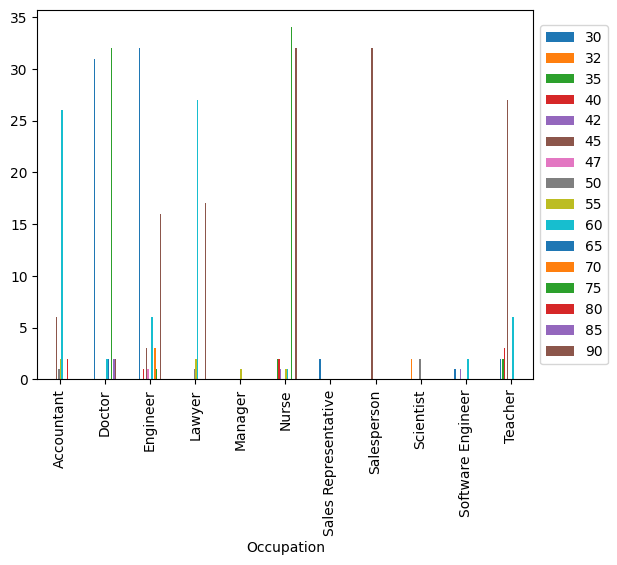 35
30
25
20
15
10
5
0
Accountant
Doctor
Engineer
Lawyer
Manager
Nurse
Sales Representative
Salesperson
Scientist
Software Engineer
Teacher
Occupation
30
32
35
40
42
45
47
50
55
60
65
70
75
80
85
90